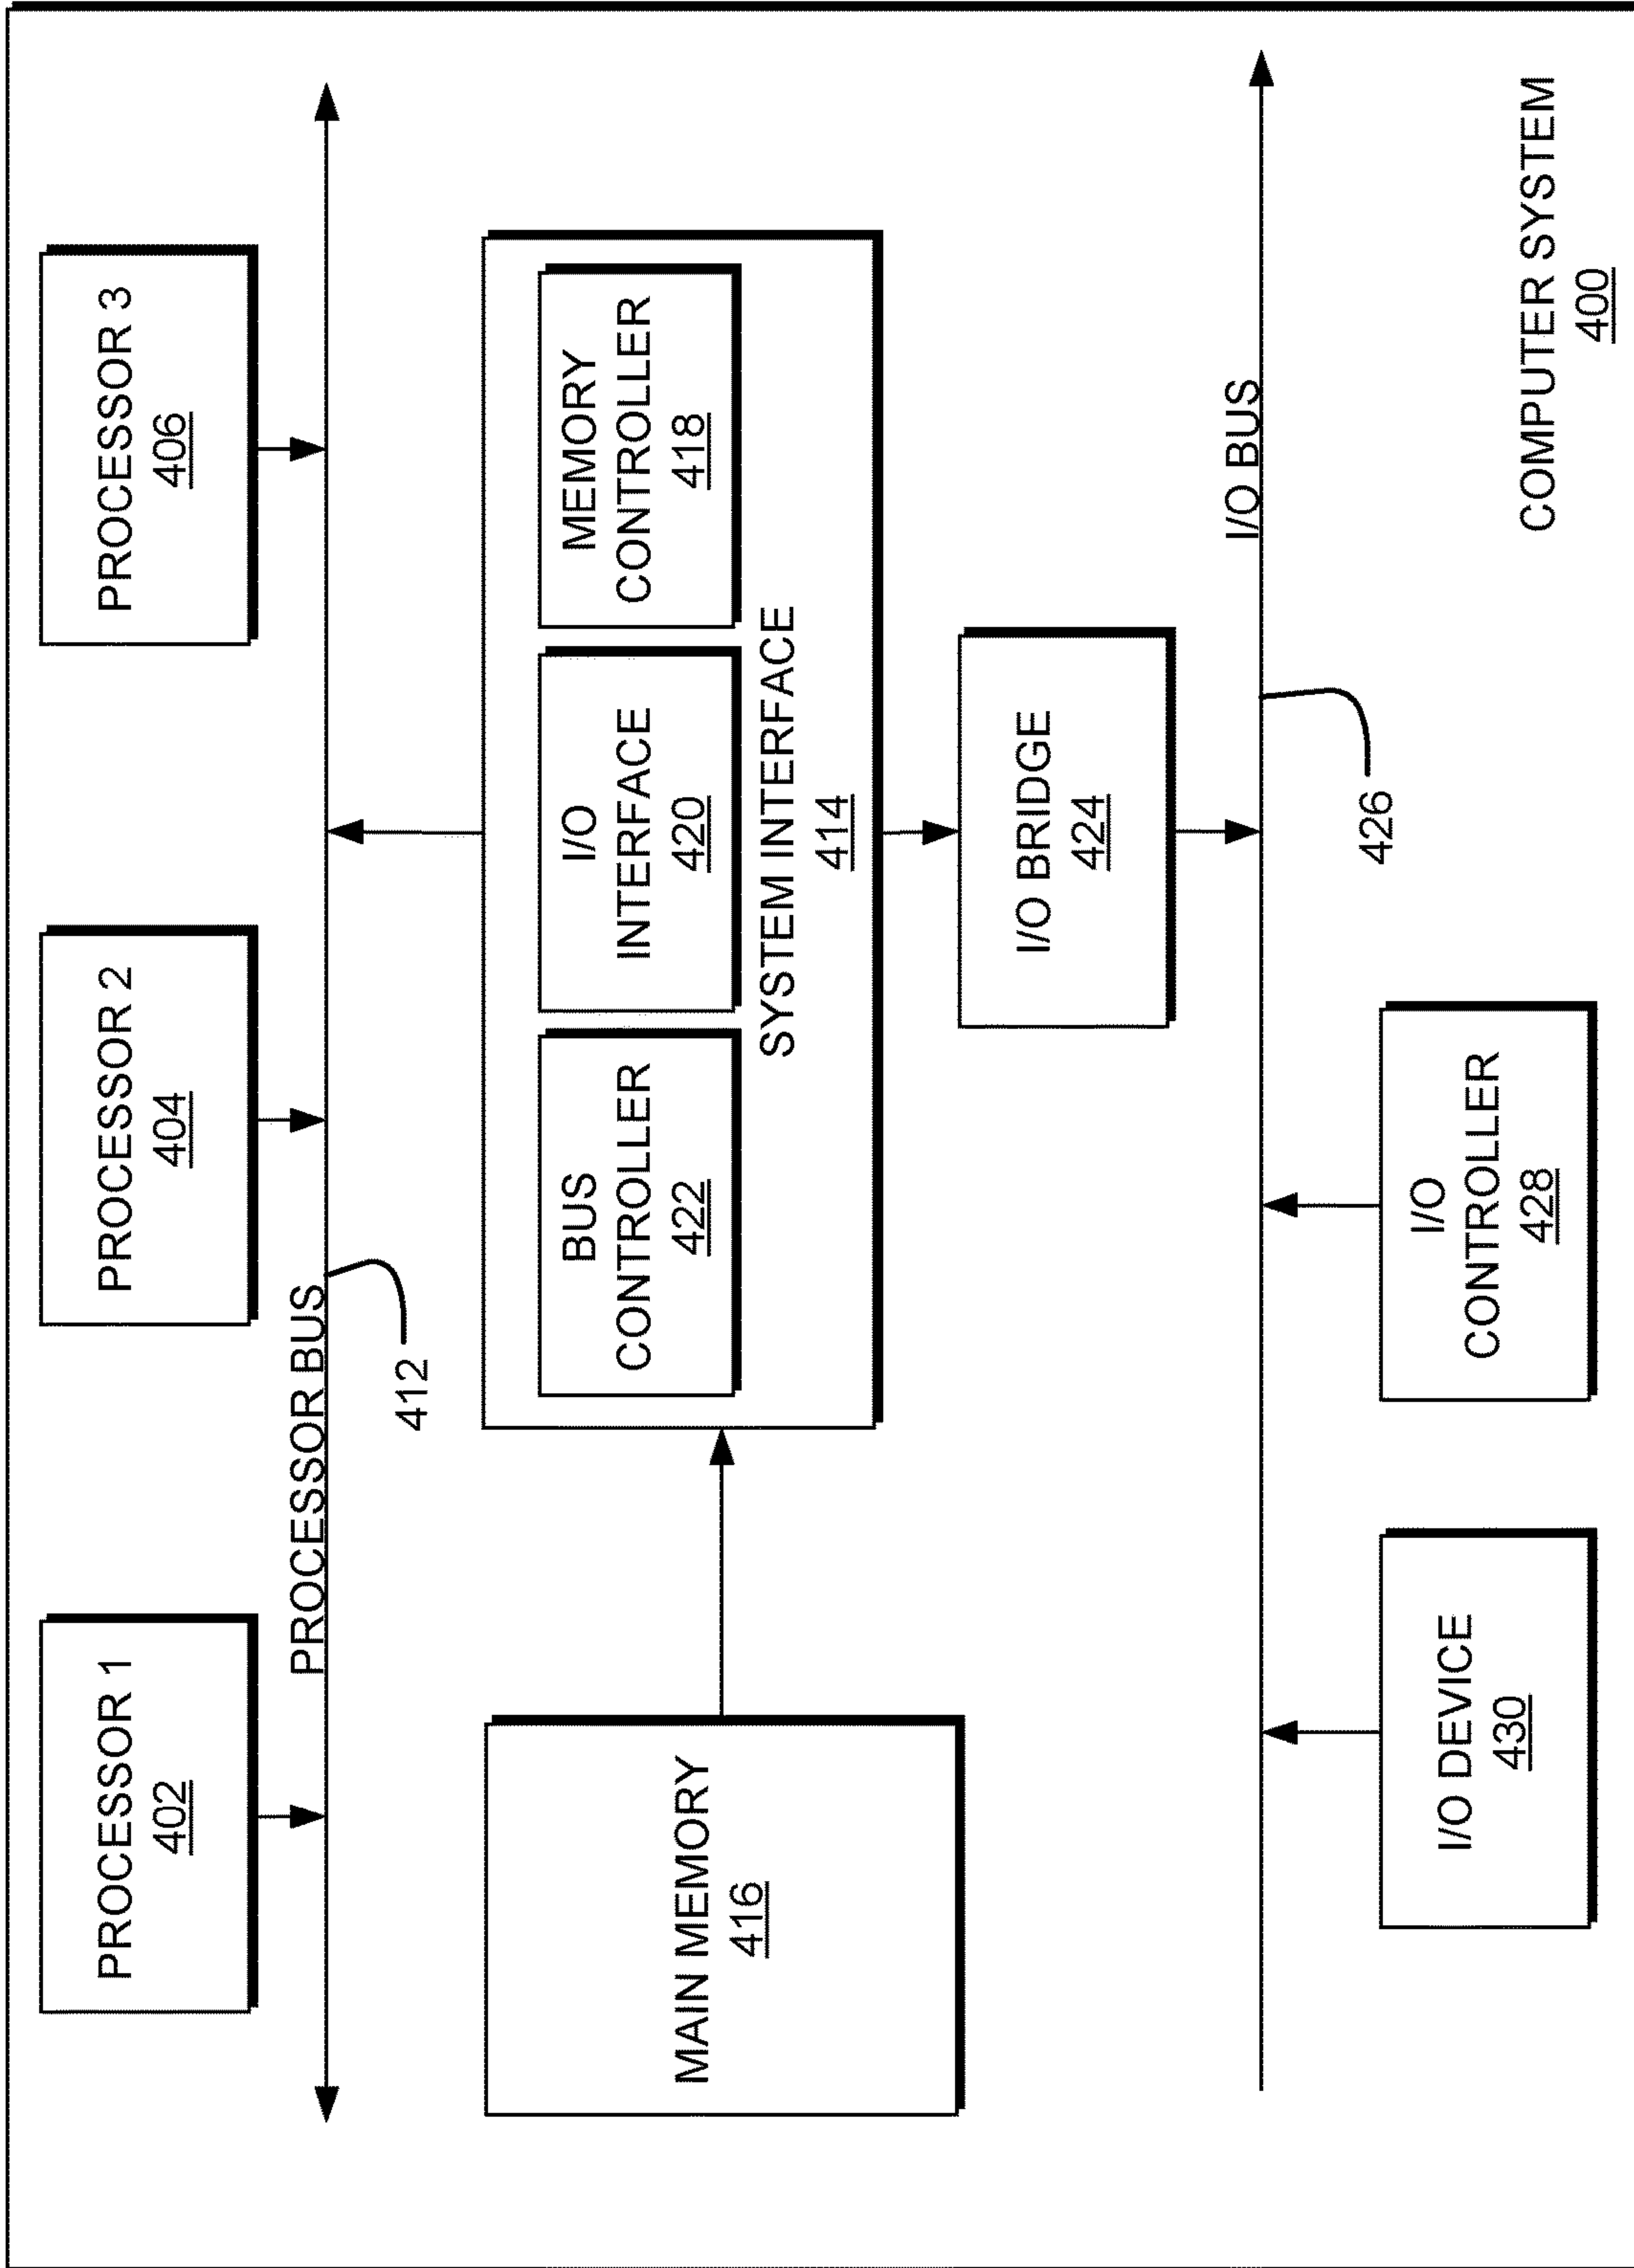 PROCESSOR 1
402
PROCESSOR 2
404
PROCESSOR 3
406
PROCESSOR BUS
412
MAIN MEMORY
416
BUS
CONTROLLER
422
I/O
INTERFACE
420
MEMORY
CONTROLLER
418
SYSTEM INTERFACE
414
I/O BRIDGE
424
I/O BUS
426
I/O DEVICE
430
I/O
CONTROLLER
428
COMPUTER SYSTEM
400